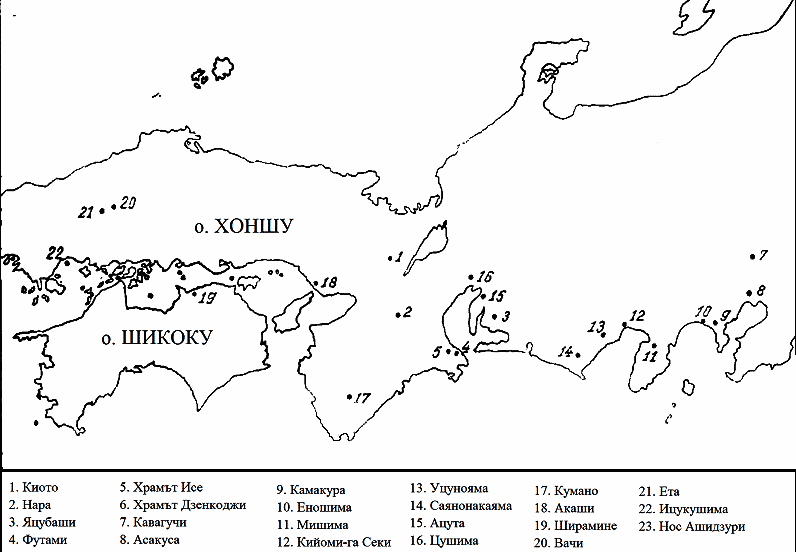 21
20
о. ХОНШУ
22
1
7
16
18
15
8
19
2
3
12
10
9
13
о. ШИКОКУ
5
4
14
11
17
1. Киото
2. Нара
3. Яцубаши
4. Футами
5. Храмът Исе
6. Храмът Дзенкоджи
7. Кавагучи
8. Асакуса
9. Камакура
10. Еношима
11. Мишима
12. Кийоми-га Секи
13. Уцунояма
14. Саянонакаяма
15. Ацута
16. Цушима
17. Кумано
18. Акаши
19. Ширамине
20. Вачи
21. Ета
22. Ицукушима
23. Нос Ашидзури